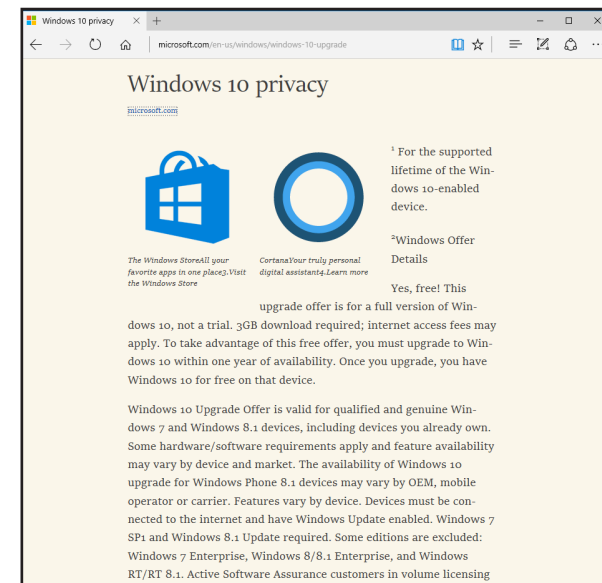 Windows 10 privacy
microsoft.com/en-us/windows/windows-10-upgrade
Windows 10 privacy
microsoft.com
The Windows StoreAll your
favorite apps in one place3.Visit
the Windows Store
CortanaYour truly personal
digital assistant4.Learn more
¹ For the supported
lifetime of the Win-
dows 10-enabled
device.
²Windows Offer
Details
Yes, free! This
upgrade offer is for a full version of Win-
dows 10, not a trial. 3GB download required; internet access fees may
apply. To take advantage of this free offer, you must upgrade to Win-
dows 10 within one year of availability. Once you upgrade, you have
Windows 10 for free on that device.
Windows 10 Upgrade Offer is valid for qualified and genuine Win-
dows 7 and Windows 8.1 devices, including devices you already own.
Some hardware/software requirements apply and feature availability
may vary by device and market. The availability of Windows 10
upgrade for Windows Phone 8.1 devices may vary by OEM, mobile
operator or carrier. Features vary by device. Devices must be con-
nected to the internet and have Windows Update enabled. Windows 7
SP1 and Windows 8.1 Update required. Some editions are excluded:
Windows 7 Enterprise, Windows 8/8.1 Enterprise, and Windows
RT/RT 8.1. Active Software Assurance customers in volume licensing